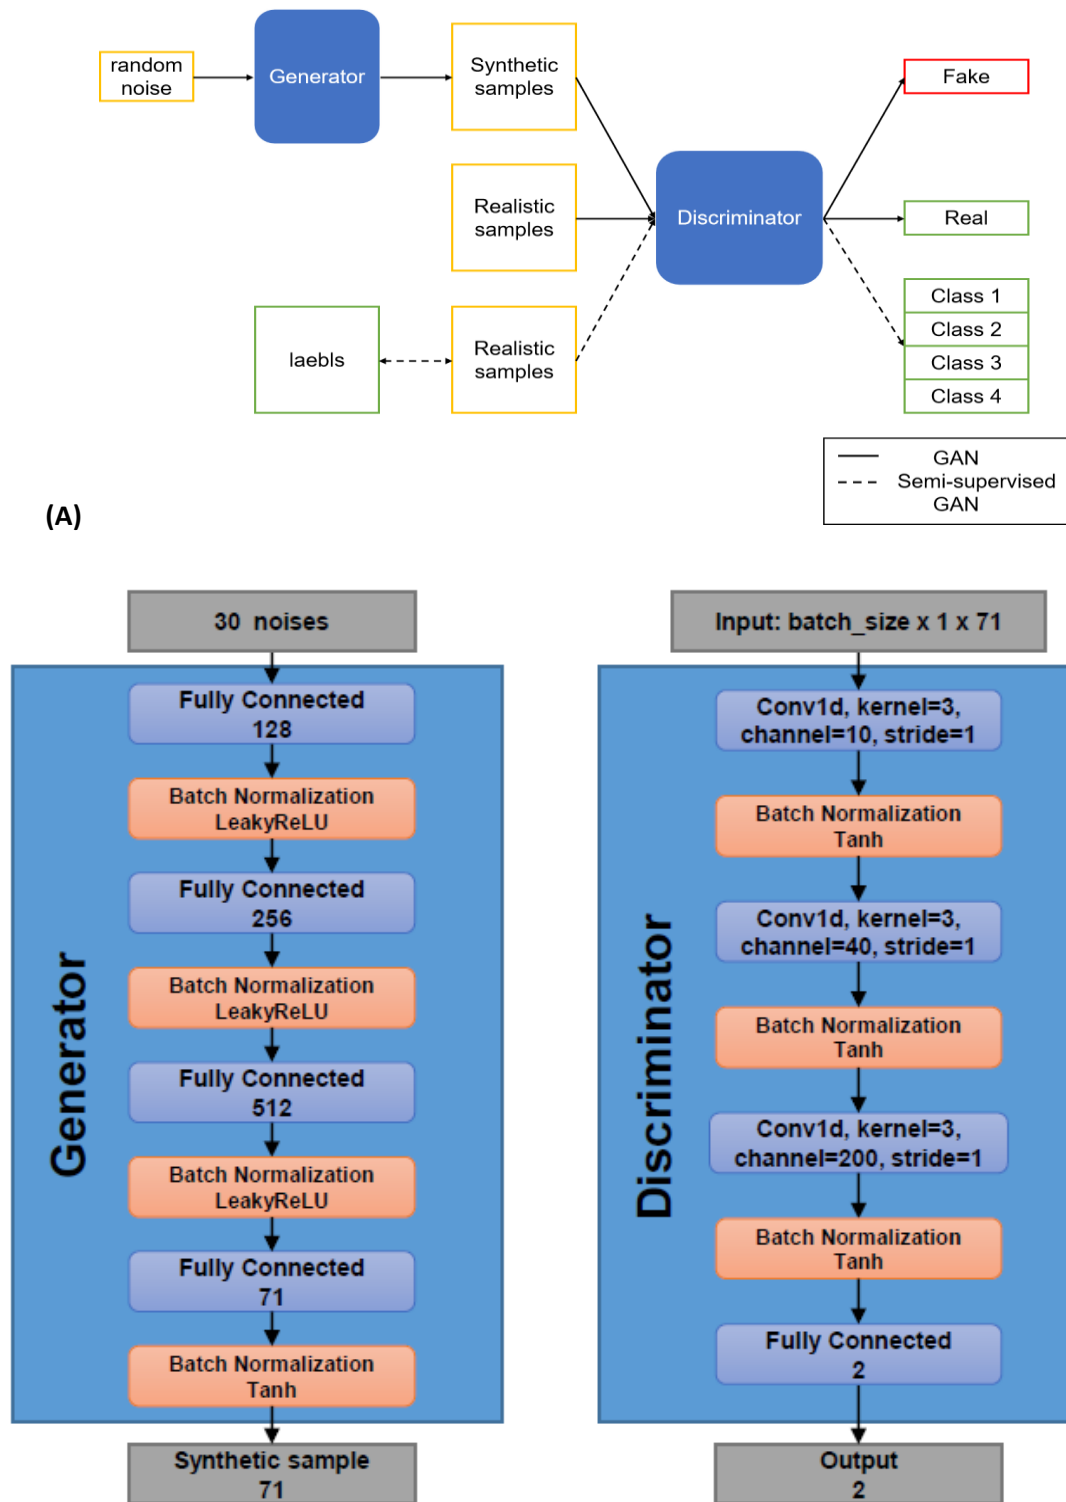 random
noise
Generator
Synthetic
samples
Fake
Realistic
samples
Discriminator
Real
laebls
Realistic
samples
Class 1
Class 2
Class 3
Class 4
GAN
Semi-supervised
GAN
(A)
30 noises
Generator
Fully Connected
128
Batch Normalization
LeakyReLU
Fully Connected
256
Batch Normalization
LeakyReLU
Fully Connected
512
Batch Normalization
LeakyReLU
Fully Connected
71
Batch Normalization
Tanh
Synthetic sample
71
Input: batch_size x 1 x 71
Discriminator
Conv1d, kernel=3,
channel=10, stride=1
Batch Normalization
Tanh
Conv1d, kernel=3,
channel=40, stride=1
Batch Normalization
Tanh
Conv1d, kernel=3,
channel=200, stride=1
Batch Normalization
Tanh
Fully Connected
2
Output
2